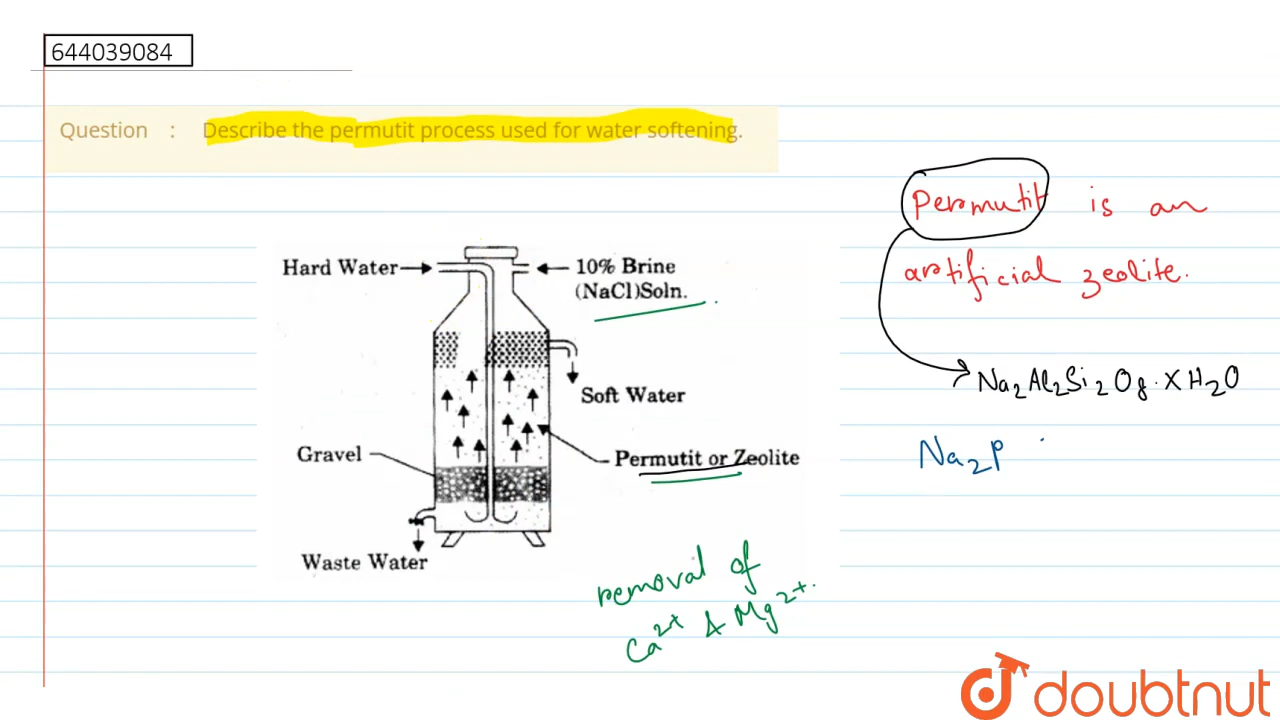 644039084
Question : Describe the permutit process used for water softening.
Permutit is an
artificial zeolite.
Hard Water
10% Brine
(NaCl)Soln.
Soft Water
Na2Al2Si2O8.XH2O
Gravel
Permutit or Zeolite
Na2P
Waste Water
removal of
Ca2+ & Mg2+.
doubtnut